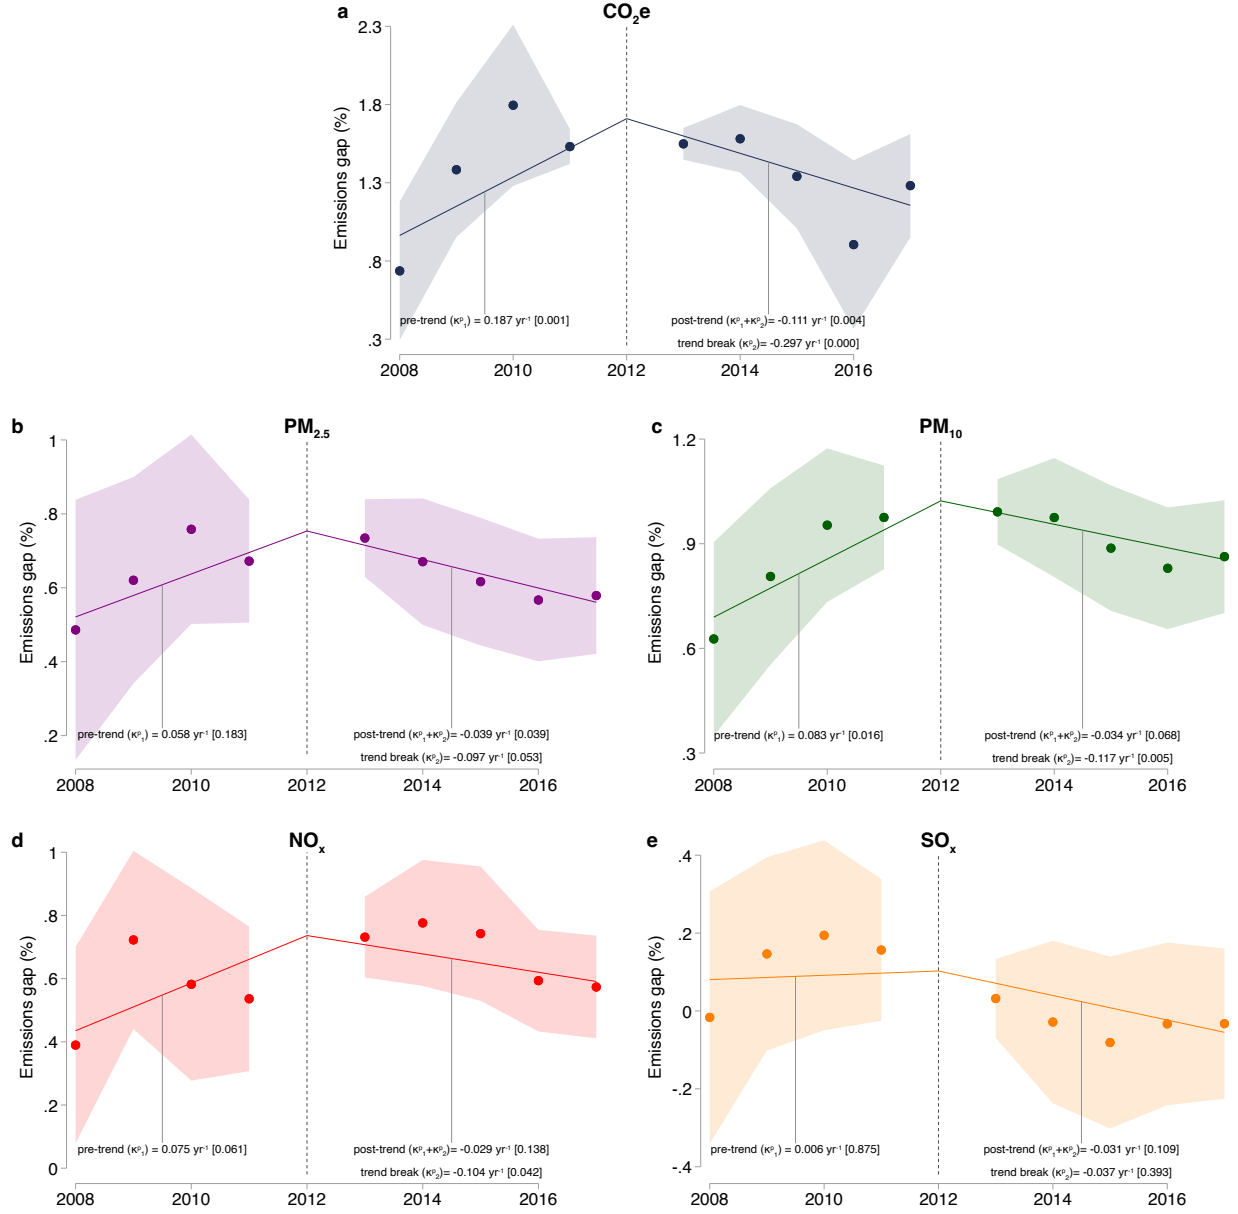 a
CO₂e
Emissions gap (%)
2.3
1.8
1.3
.8
.3
pre-trend (κᵖ₁) = 0.187 yr⁻¹ [0.001]
post-trend (κᵖ₁+κᵖ₂)= -0.111 yr⁻¹ [0.004]
trend break (κᵖ₂)= -0.297 yr⁻¹ [0.000]
2008 2010 2012 2014 2016
b
PM₂.₅
Emissions gap (%)
1
.8
.6
.4
.2
pre-trend (κᵖ₁) = 0.058 yr⁻¹ [0.183]
post-trend (κᵖ₁+κᵖ₂)= -0.039 yr⁻¹ [0.039]
trend break (κᵖ₂)= -0.097 yr⁻¹ [0.053]
2008 2010 2012 2014 2016
c
PM₁₀
Emissions gap (%)
1.2
.9
.6
.3
pre-trend (κᵖ₁) = 0.083 yr⁻¹ [0.016]
post-trend (κᵖ₁+κᵖ₂)= -0.034 yr⁻¹ [0.068]
trend break (κᵖ₂)= -0.117 yr⁻¹ [0.005]
2008 2010 2012 2014 2016
d
NOₓ
Emissions gap (%)
1
.8
.6
.4
.2
0
pre-trend (κᵖ₁) = 0.075 yr⁻¹ [0.061]
post-trend (κᵖ₁+κᵖ₂)= -0.029 yr⁻¹ [0.138]
trend break (κᵖ₂)= -0.104 yr⁻¹ [0.042]
2008 2010 2012 2014 2016
e
SOₓ
Emissions gap (%)
.4
.2
0
-.2
-.4
pre-trend (κᵖ₁) = 0.006 yr⁻¹ [0.875]
post-trend (κᵖ₁+κᵖ₂)= -0.031 yr⁻¹ [0.109]
trend break (κᵖ₂)= -0.037 yr⁻¹ [0.393]
2008 2010 2012 2014 2016